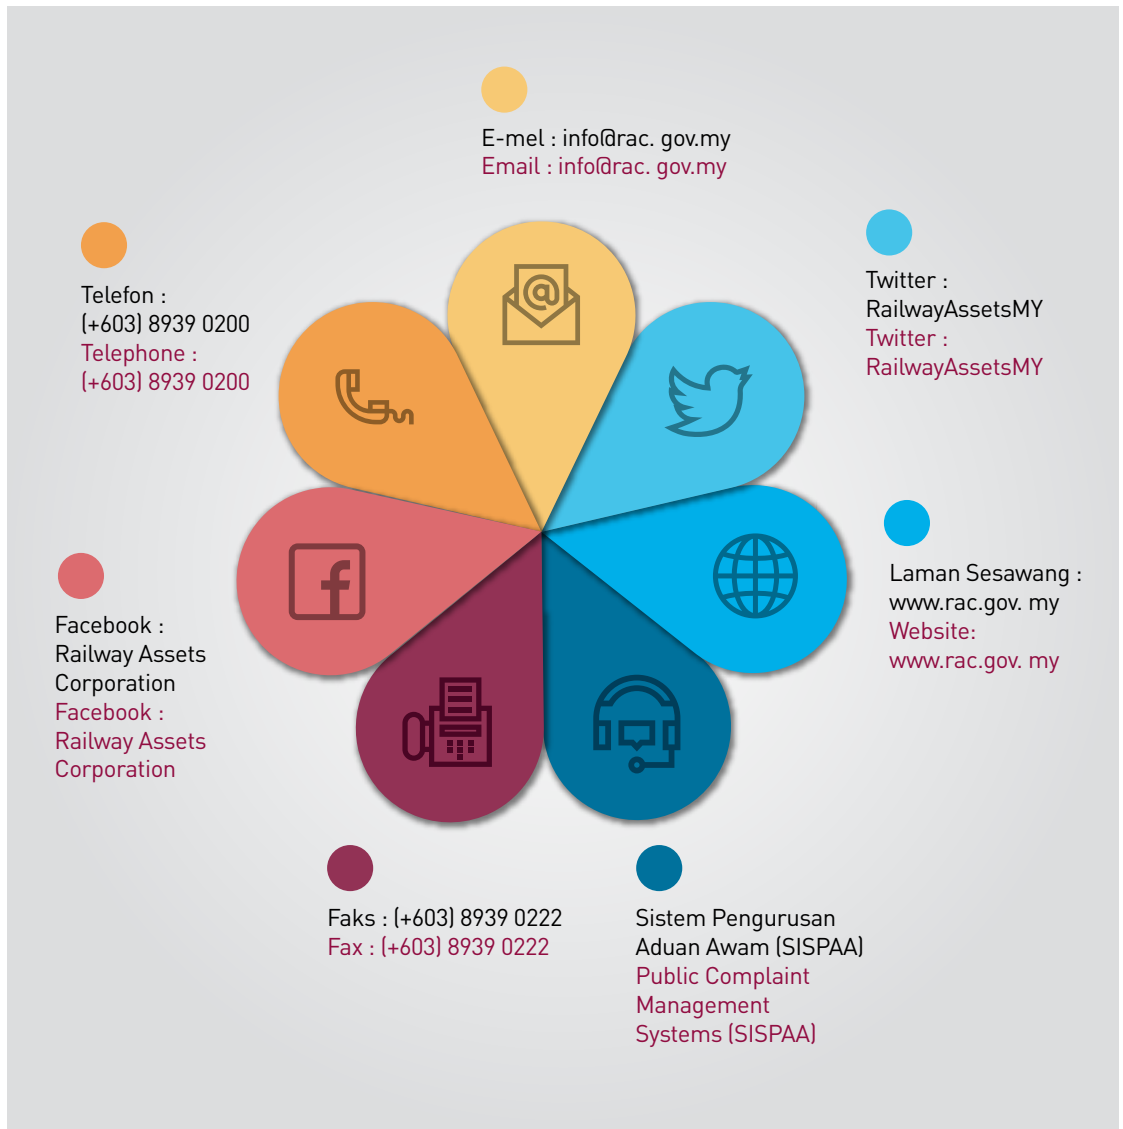 E-mel : info@rac. gov.my
Email : info@rac. gov.my
Telefon :
(+603) 8939 0200
Telephone :
(+603) 8939 0200
Twitter :
RailwayAssetsMY
Twitter :
RailwayAssetsMY
Laman Sesawang :
www.rac.gov. my
Website:
www.rac.gov. my
Facebook :
Railway Assets
Corporation
Facebook :
Railway Assets
Corporation
Faks : (+603) 8939 0222
Fax : (+603) 8939 0222
Sistem Pengurusan
Aduan Awam (SISPAA)
Public Complaint
Management
Systems (SISPAA)